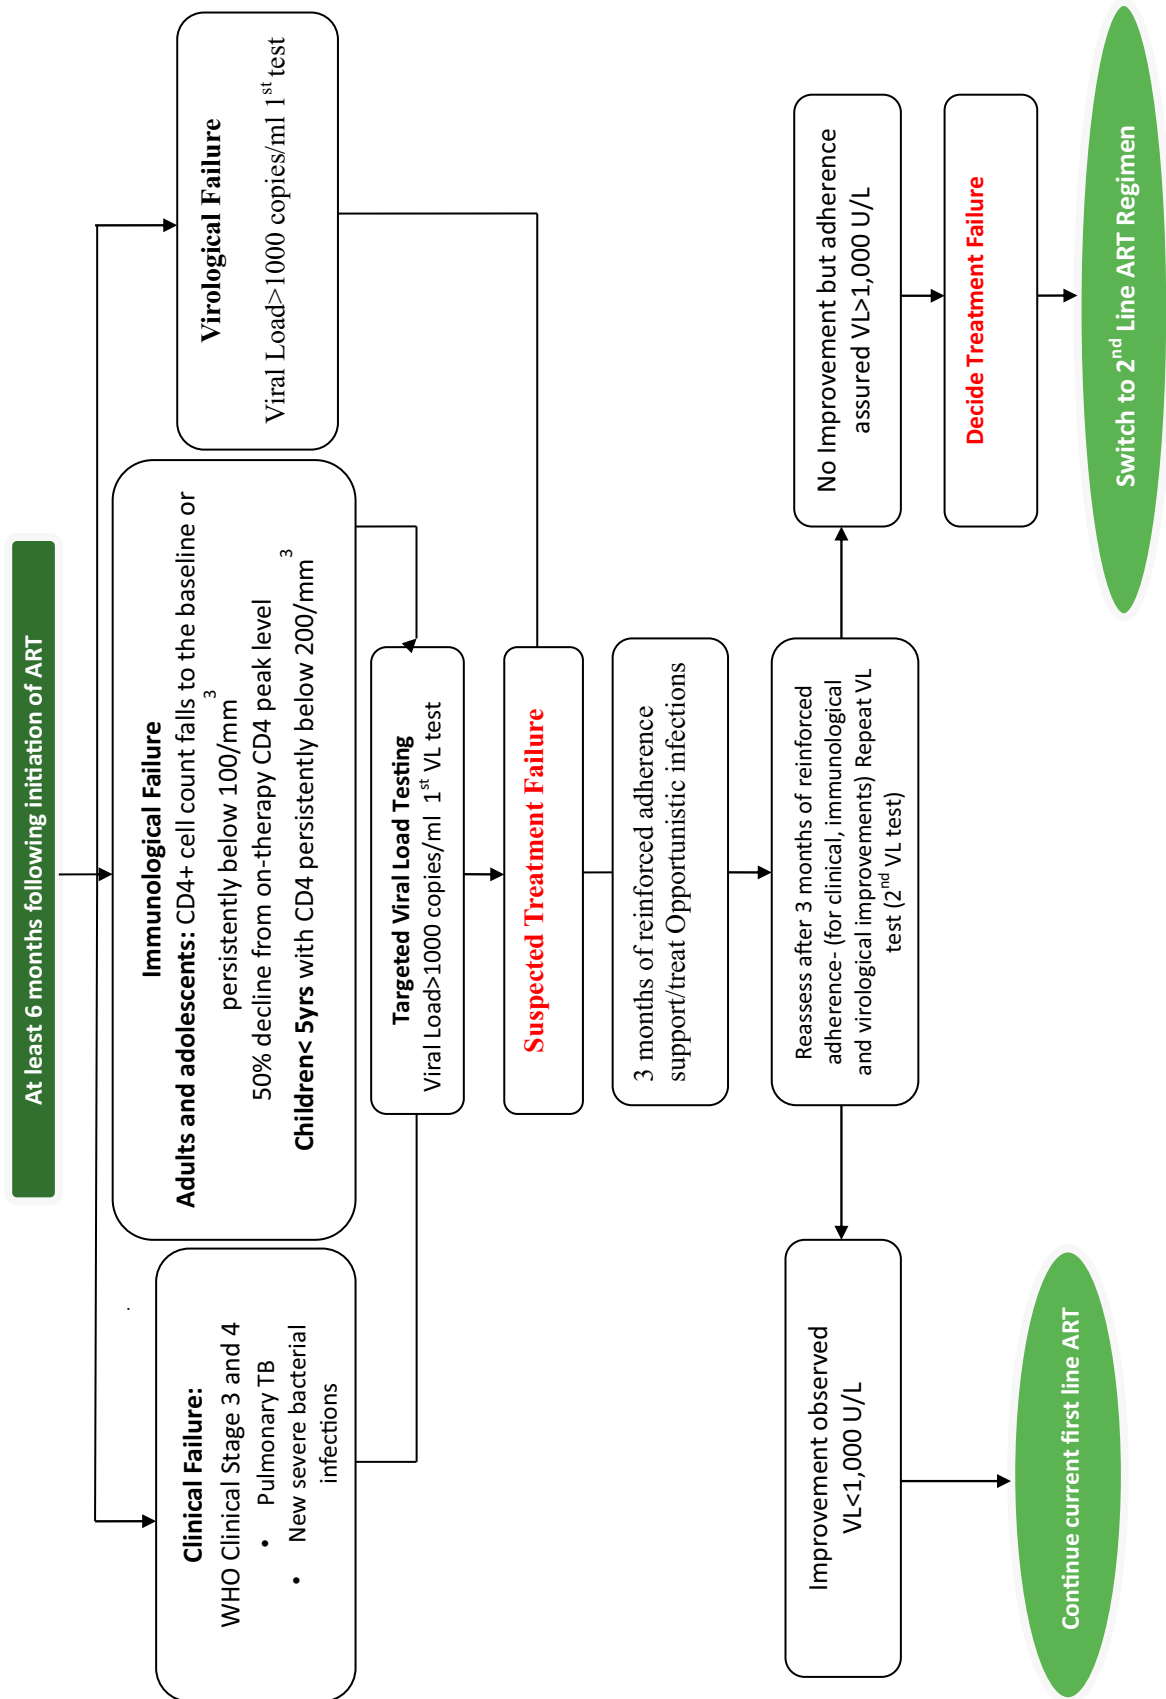 At least 6 months following initiation of ART
Clinical Failure:
WHO Clinical Stage 3 and 4
• Pulmonary TB
• New severe bacterial
infections
Immunological Failure
Adults and adolescents: CD4+ cell count falls to the baseline or
persistently below 100/mm3
50% decline from on-therapy CD4 peak level
Children< 5yrs with CD4 persistently below 200/mm3
Virological Failure
Viral Load>1000 copies/ml 1st test
Targeted Viral Load Testing
Viral Load>1000 copies/ml 1st VL test
Suspected Treatment Failure
3 months of reinforced adherence
support/treat Opportunistic infections
Reassess after 3 months of reinforced
adherence- (for clinical, immunological
and virological improvements) Repeat VL
test (2nd VL test)
Improvement observed
VL<1,000 U/L
Continue current first line ART
No Improvement but adherence
assured VL>1,000 U/L
Decide Treatment Failure
Switch to 2nd Line ART Regimen